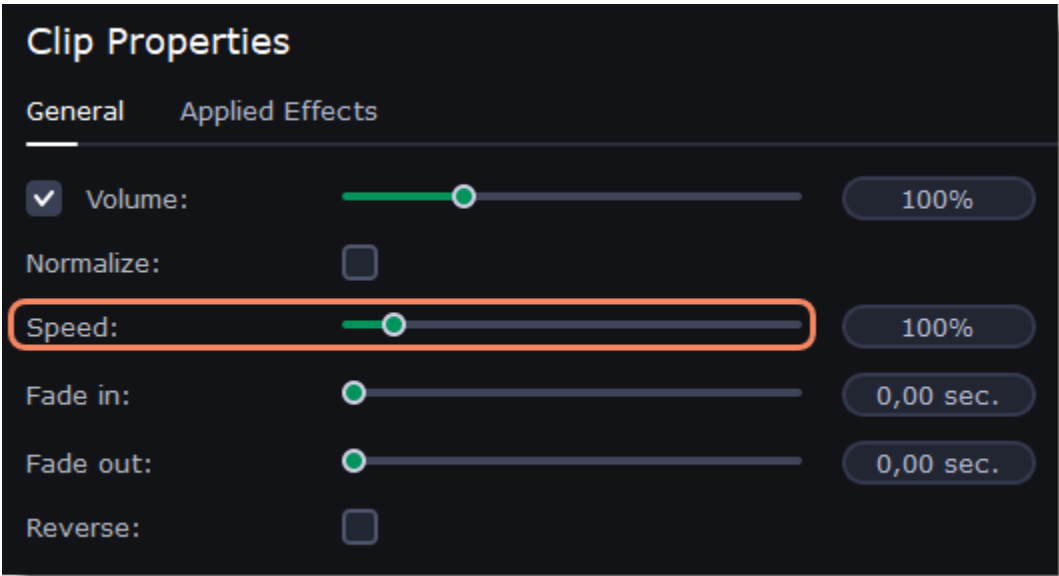 Clip Properties
General Applied Effects
Volume: 100%
Normalize:
Speed: 100%
Fade in: 0,00 sec.
Fade out: 0,00 sec.
Reverse: